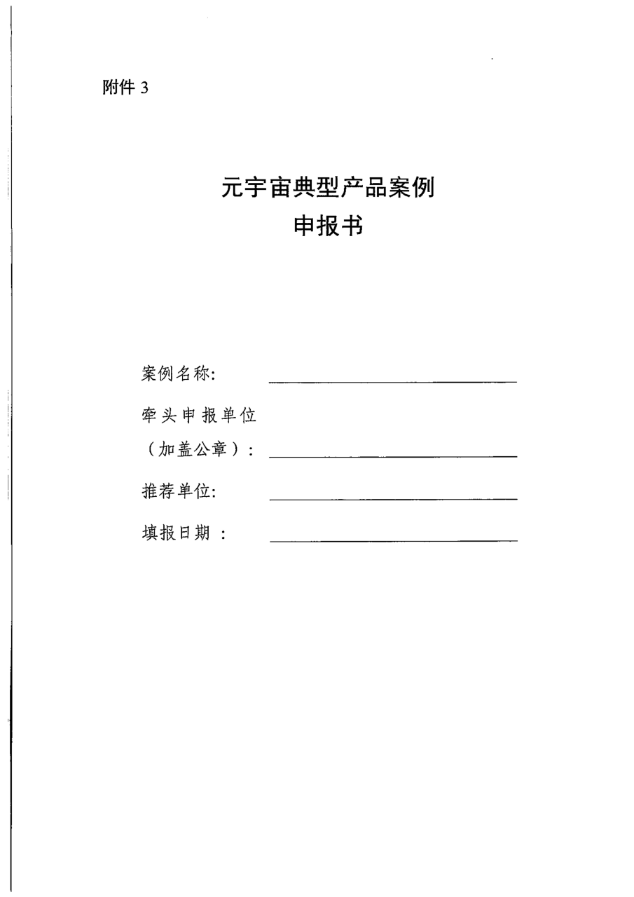 附件 3
元宇宙典型产品案例
申报书
案例名称:
牵头申报单位
（加盖公章）:
推荐单位:
填报日期 :